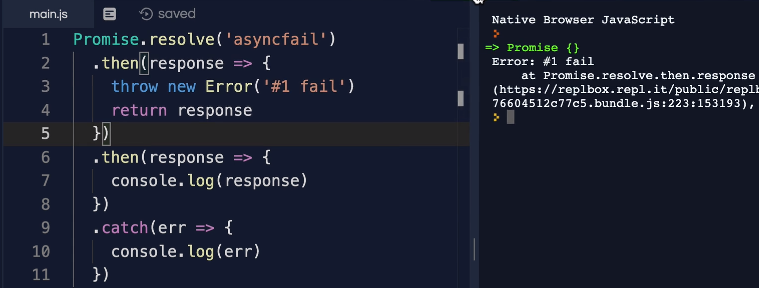 main.js saved
1 Promise.resolve('asyncfail')
2 .then(response => {
3 throw new Error('#1 fail')
4 return response
5 })
6 .then(response => {
7 console.log(response)
8 })
9 .catch(err => {
10 console.log(err)
11 })
Native Browser JavaScript
=> Promise {}
Error: #1 fail
at Promise.resolve.then.response
(https://replbox.repl.it/public/replb
76604512c77c5.bundle.js:223:153193),